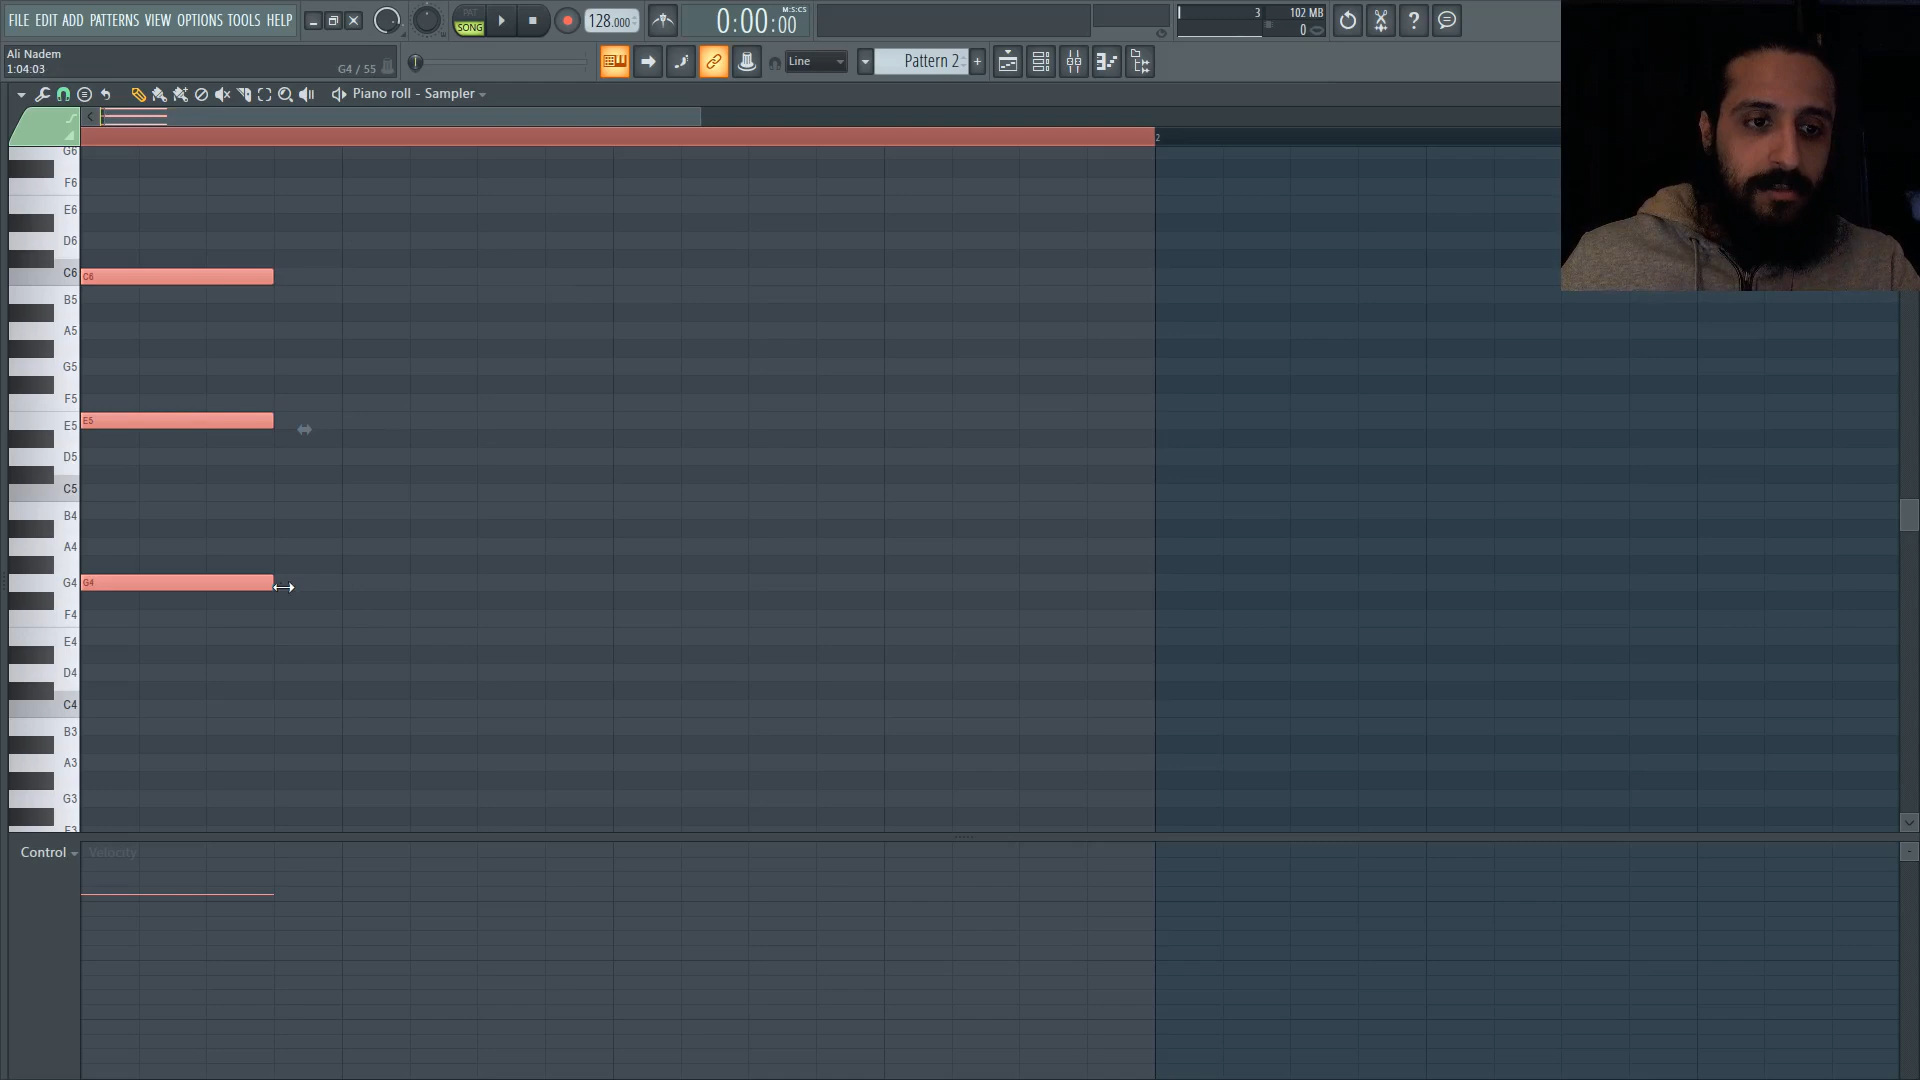 FILE EDIT ADD PATTERNS VIEW OPTIONS TOOLS HELP
PAT
SONG
128.000
0:00:00
M:S:CS
3
102 MB
0
Ali Nadem
1:04:03
G4 / 55
Line
Pattern 2
Piano roll - Sampler
2
G6
F6
E6
D6
C6
C6
B5
A5
G5
F5
E5
E5
D5
C5
B4
A4
G4
G4
F4
E4
D4
C4
B3
A3
G3
F3
Control
Velocity